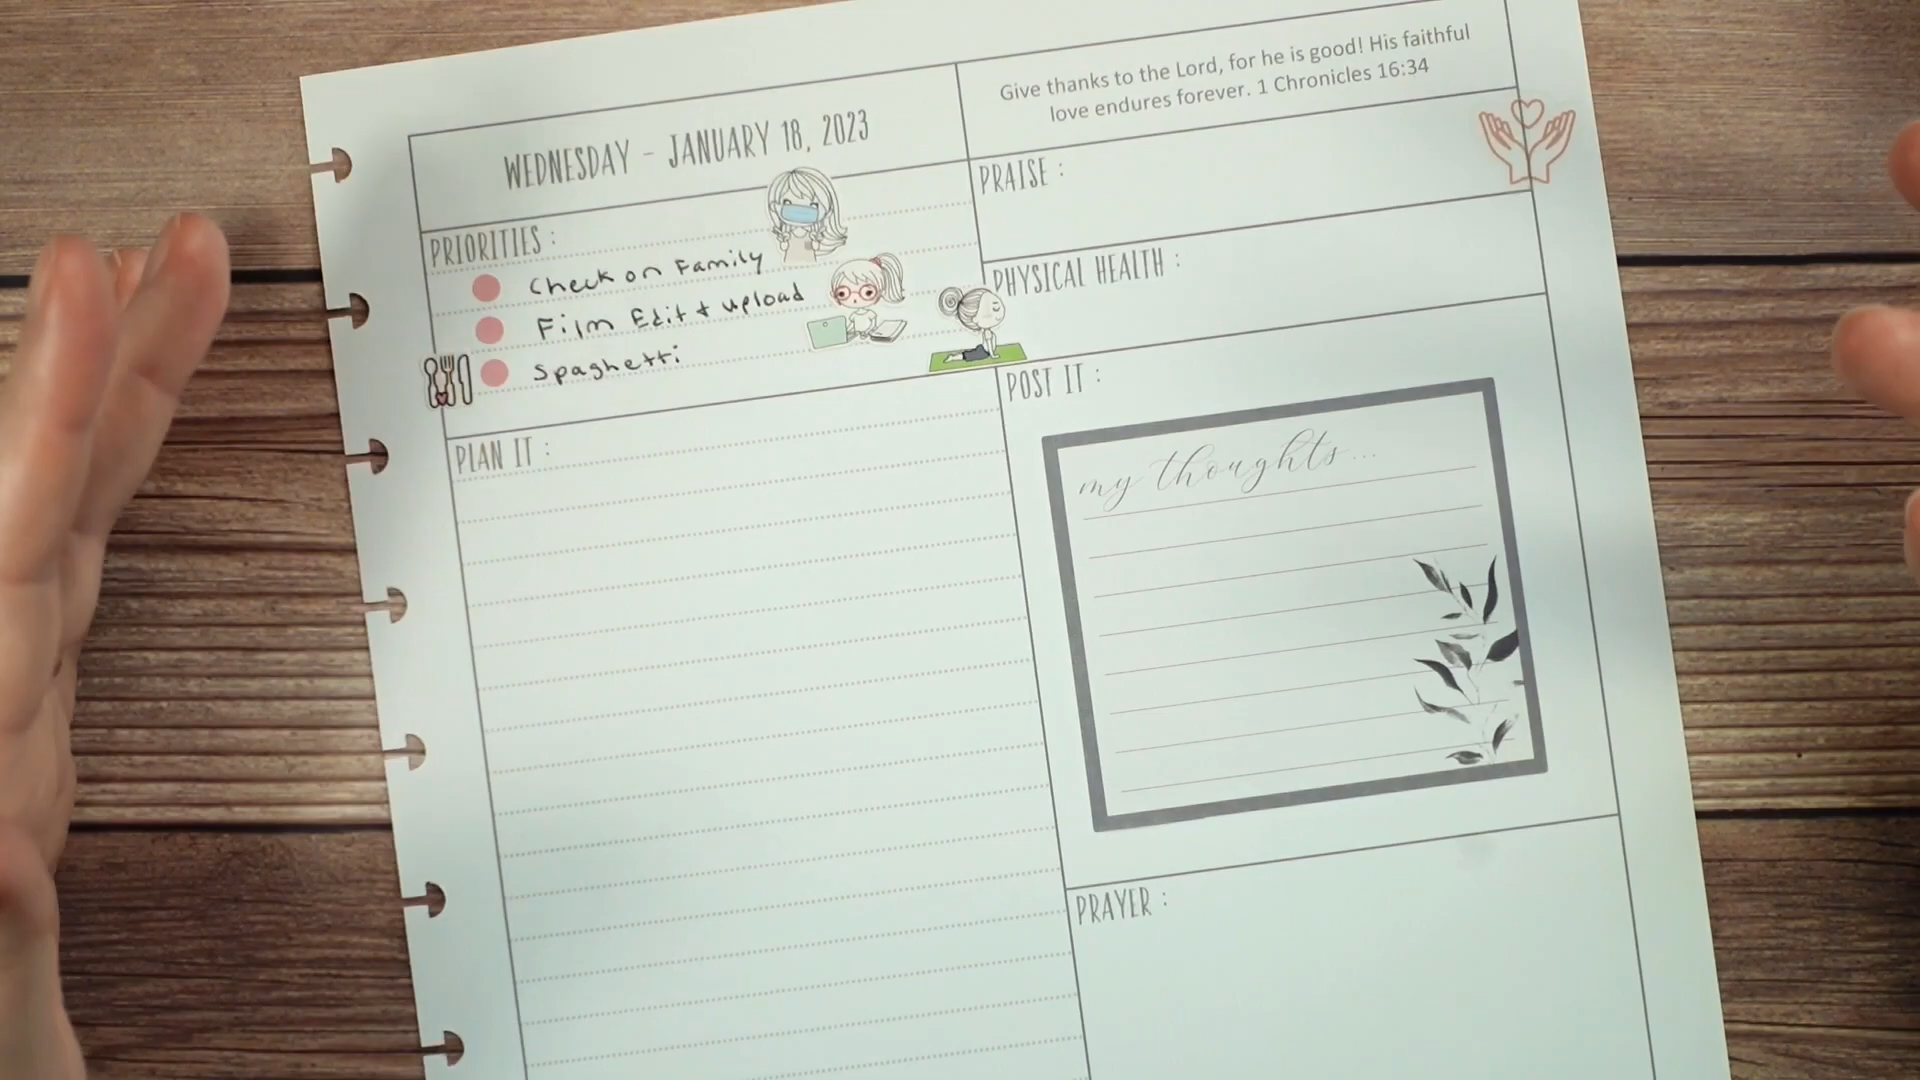 WEDNESDAY - JANUARY 18, 2023
Give thanks to the Lord, for he is good! His faithful
love endures forever. 1 Chronicles 16:34
PRIORITIES :
Check on Family
Film Edit + upload
Spaghetti
PRAISE :
PHYSICAL HEALTH :
PLAN IT :
POST IT :
my thoughts...
PRAYER :